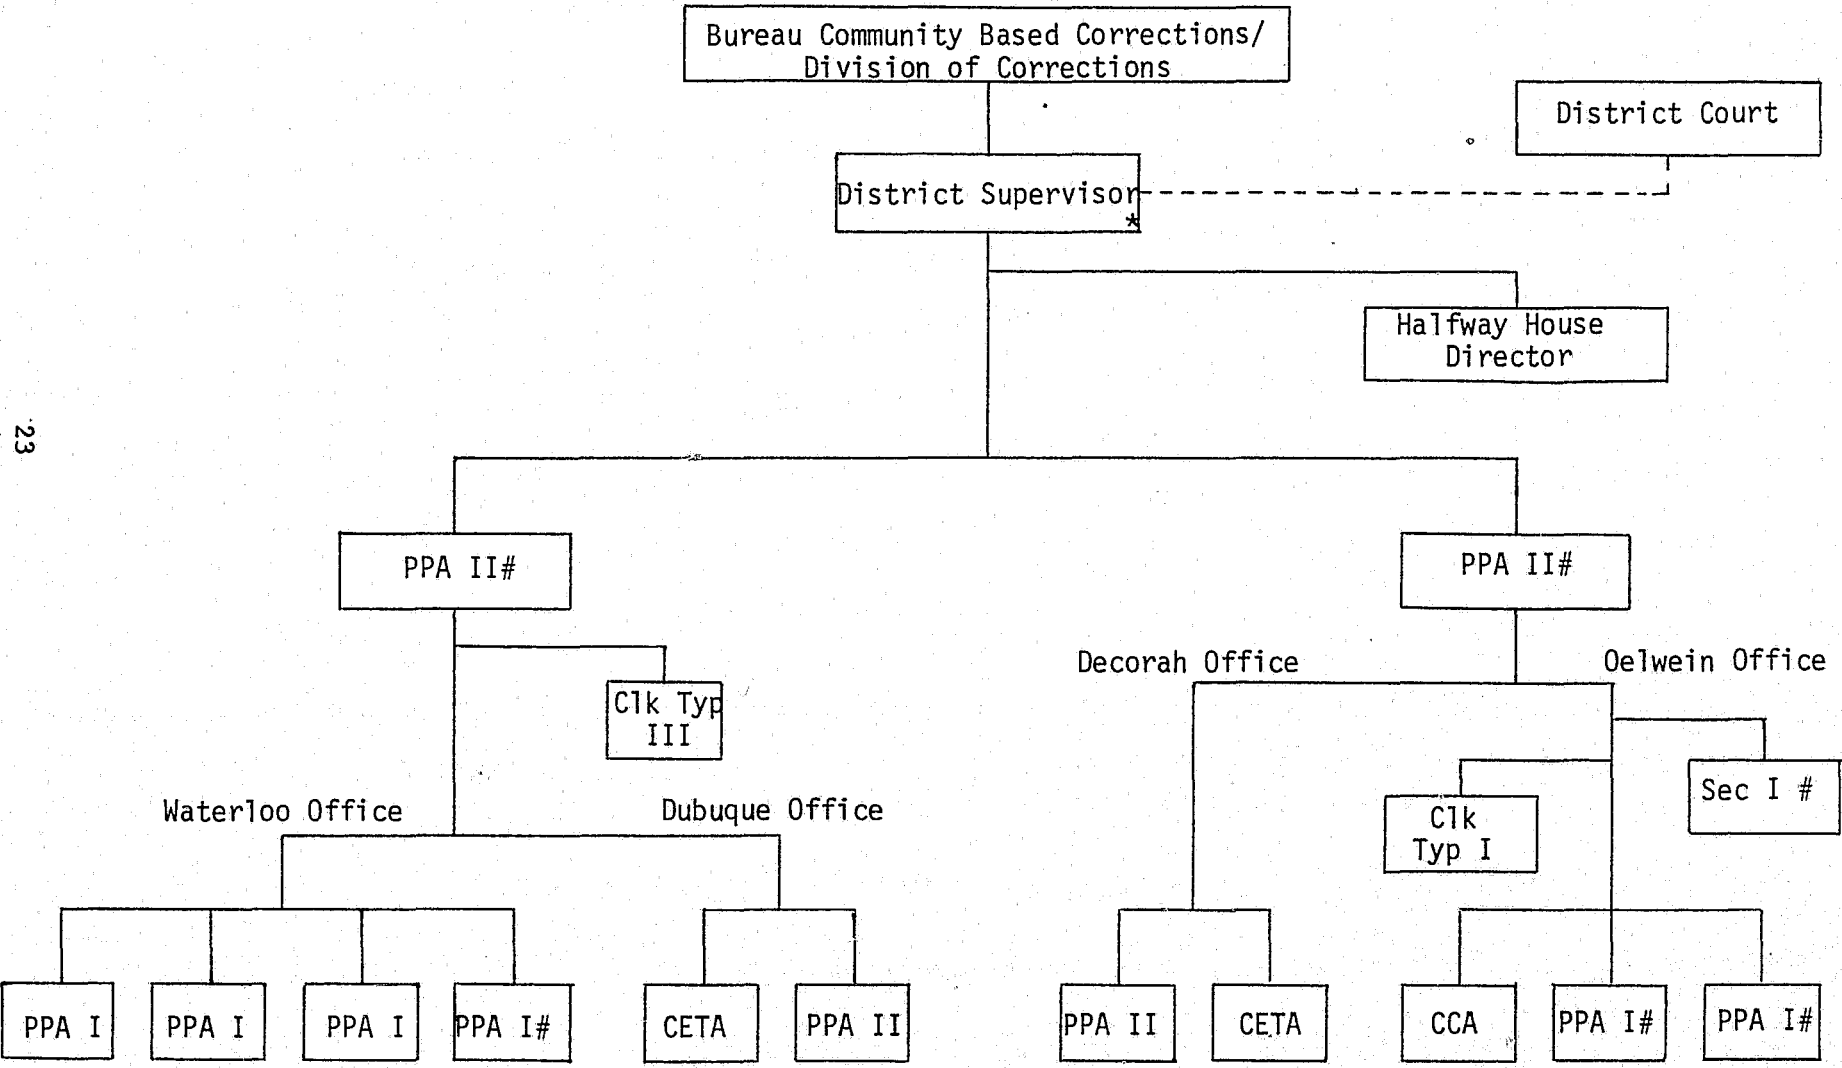 Bureau Community Based Corrections/
Division of Corrections
District Court
District Supervisor
*
Halfway House
Director
23
PPA II#
PPA II#
Decorah Office
Oelwein Office
Clk Typ
III
Sec I #
Waterloo Office
Dubuque Office
Clk
Typ I
PPA I
PPA I
PPA I
PPA I#
CETA
PPA II
PPA II
CETA
CCA
PPA I#
PPA I#